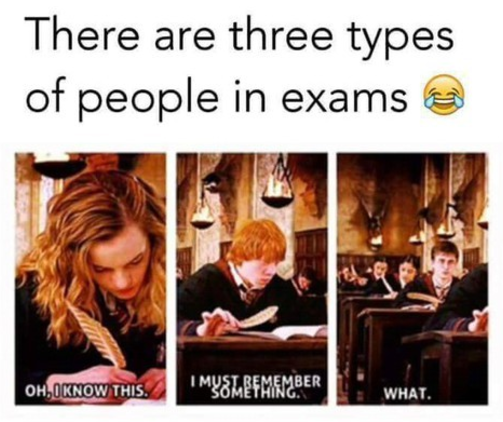 There are three types
of people in exams 😂
OH, I KNOW THIS.
I MUST REMEMBER
SOMETHING.
WHAT.